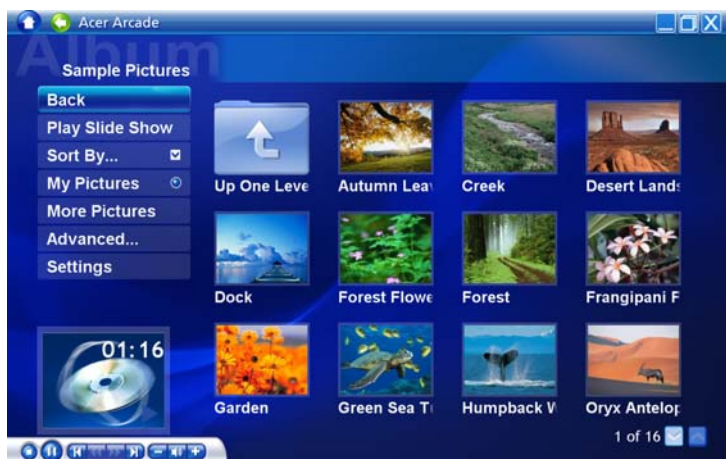 Acer Arcade
Album
Sample Pictures
Back
Play Slide Show
Sort By...
My Pictures
More Pictures
Advanced...
Settings
01:16
Up One Leve
Autumn Lea
Creek
Desert Lands
Dock
Forest Flowe
Forest
Frangipani F
Garden
Green Sea T
Humpback W
Oryx Antelop
1 of 16